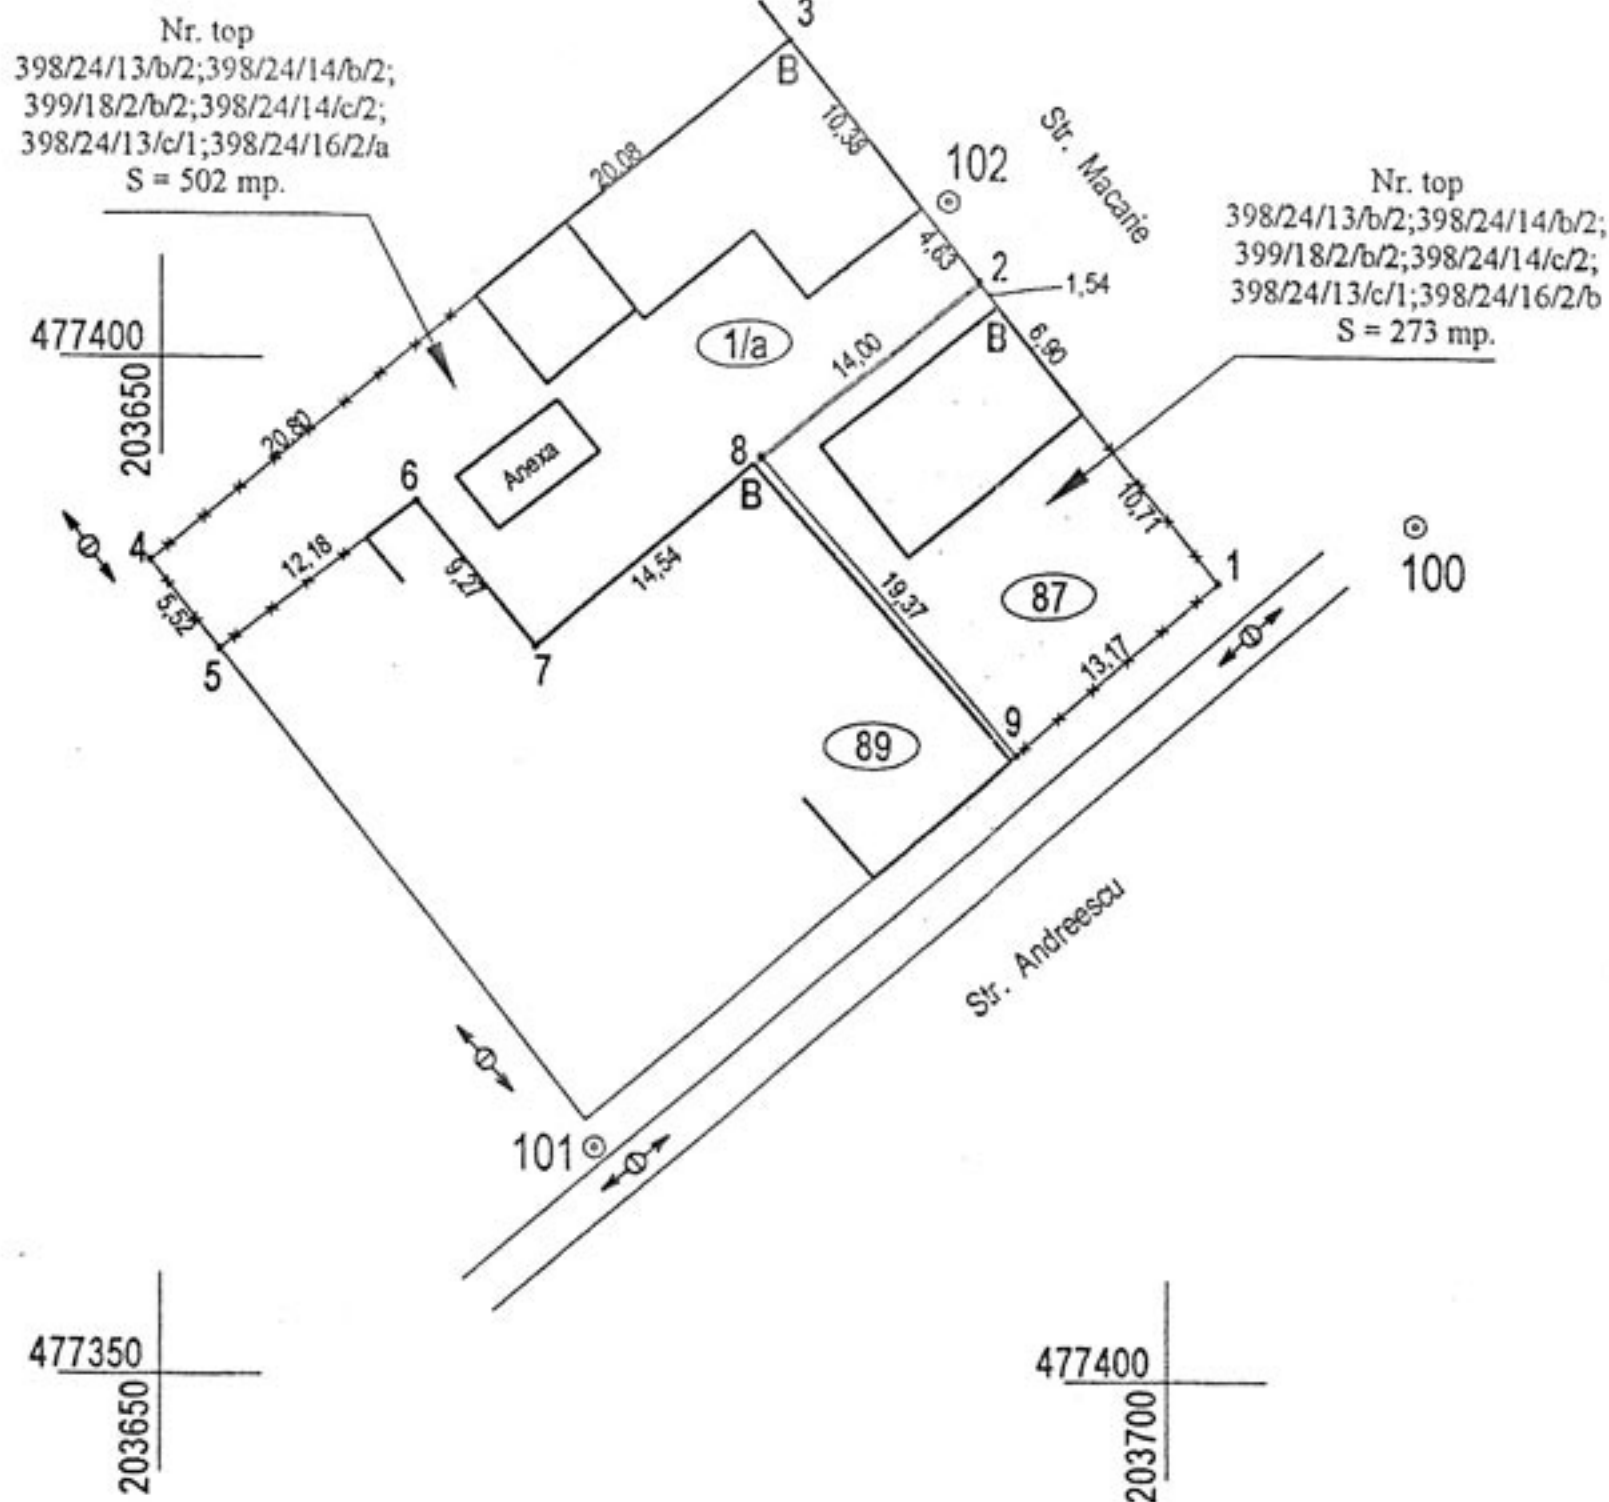 Nr. top
398/24/13/b/2;398/24/14/b/2;
399/18/2/b/2;398/24/14/c/2;
398/24/13/c/1;398/24/16/2/a
S = 502 mp.
3
B
10,38
20,08
102
Str. Macarie
Nr. top
398/24/13/b/2;398/24/14/b/2;
399/18/2/b/2;398/24/14/c/2;
398/24/13/c/1;398/24/16/2/b
S = 273 mp.
4,63
2
1,54
477400
203650
1/a
14,00
B
6,90
20,80
Anexa
8
B
6
10,71
4
12,18
9,27
14,54
5,52
19,37
87
1
100
5
7
13,17
9
89
Str. Andreescu
101
477350
203650
477400
203700